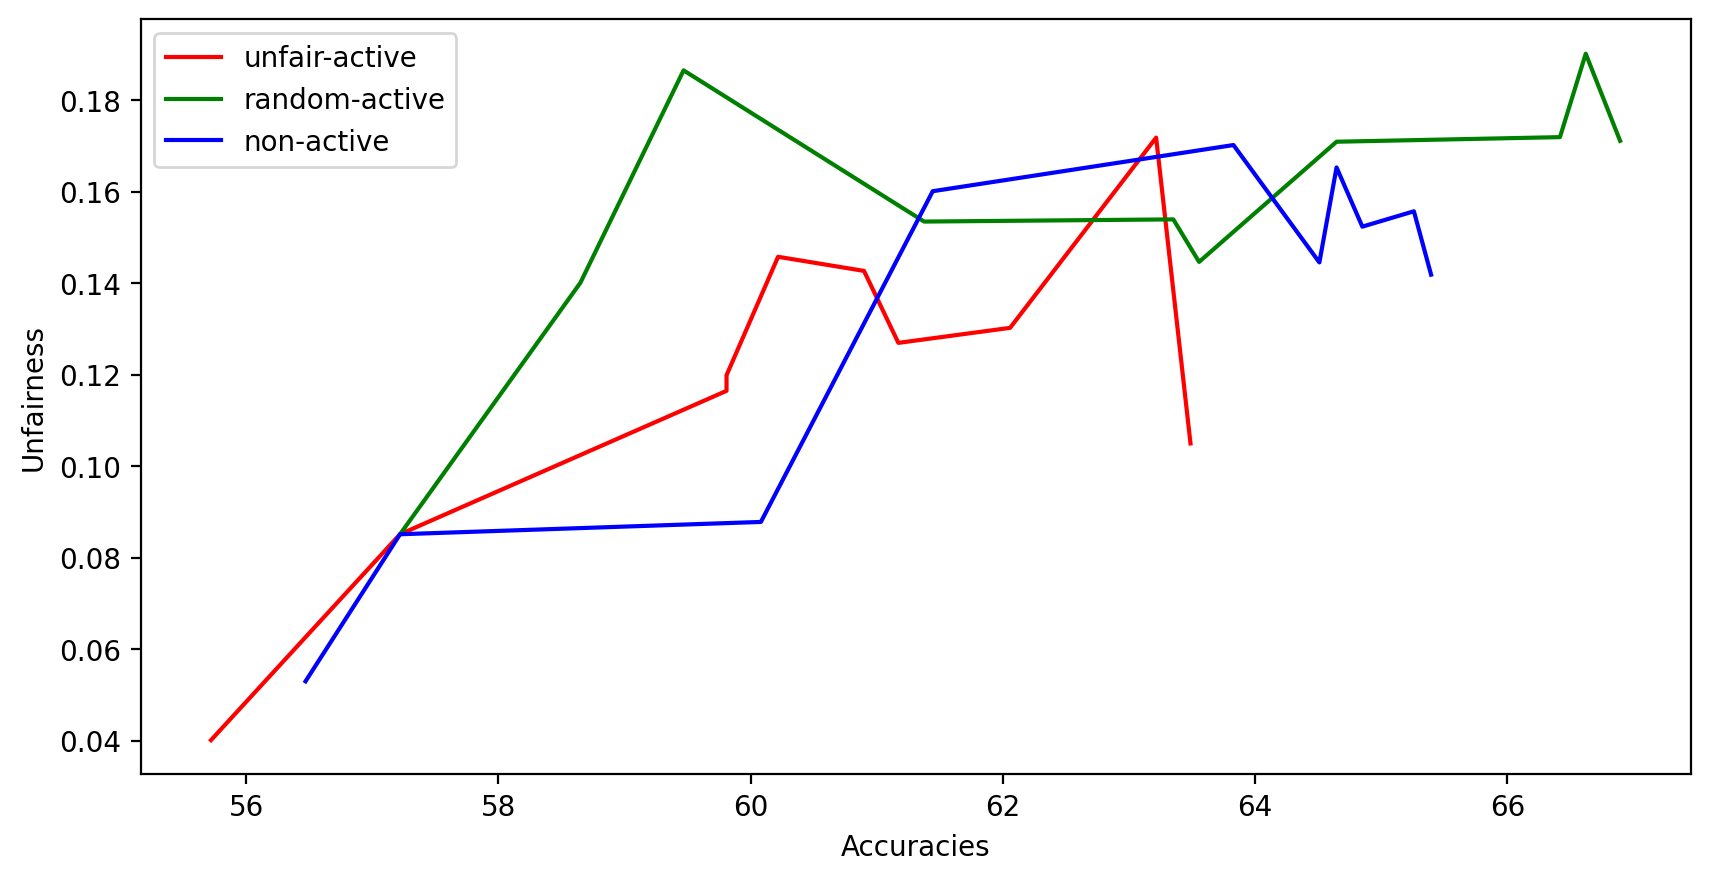 unfair-active
random-active
non-active
0.18
0.16
0.14
0.12
0.10
0.08
0.06
0.04
Unfairness
56 58 60 62 64 66
Accuracies